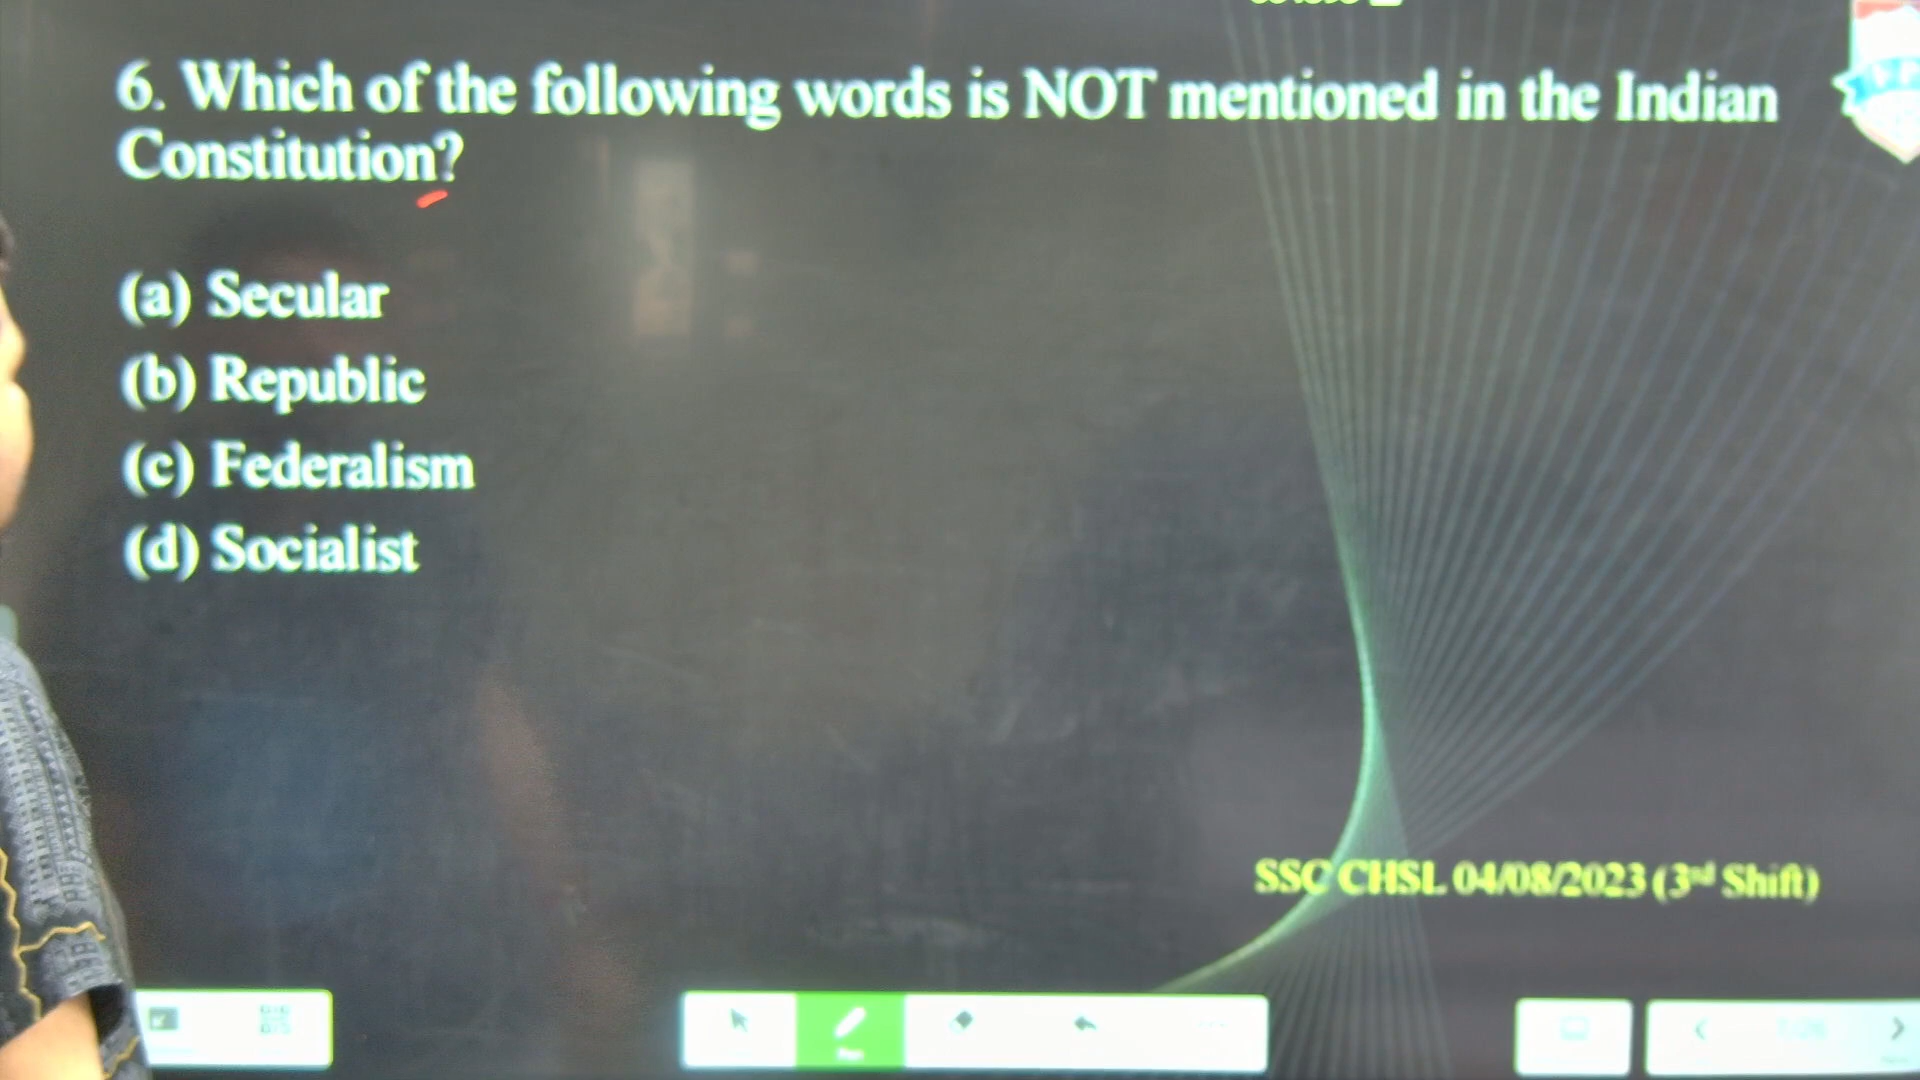 6. Which of the following words is NOT mentioned in the Indian
Constitution?
(a) Secular
(b) Republic
(c) Federalism
(d) Socialist
SSC CHSL 04/08/2023 (3rd Shift)
Pen